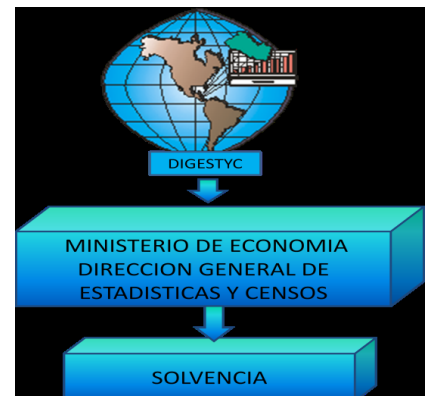 DIGESTYC
MINISTERIO DE ECONOMIA
DIRECCION GENERAL DE
ESTADISTICAS Y CENSOS
SOLVENCIA